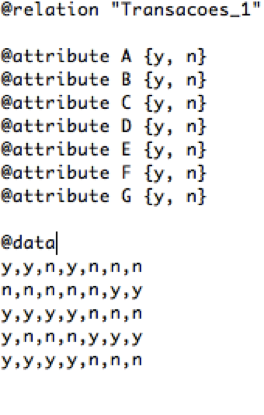 @relation "Transacoes_1"
@attribute A {y, n}
@attribute B {y, n}
@attribute C {y, n}
@attribute D {y, n}
@attribute E {y, n}
@attribute F {y, n}
@attribute G {y, n}
@data
y,y,n,y,n,n,n
n,n,n,n,n,y,y
y,y,y,y,n,n,n
y,n,n,n,y,y,y
y,y,y,y,n,n,n